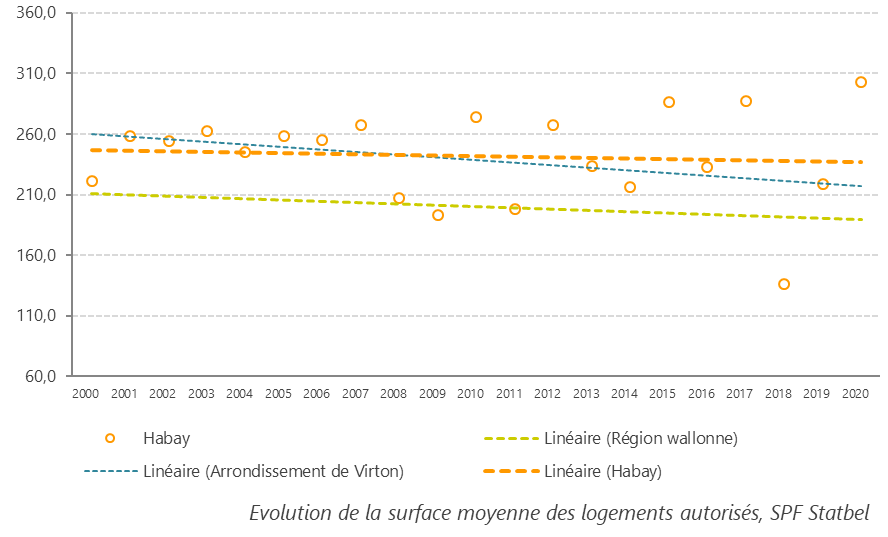 360,0
310,0
260,0
210,0
160,0
110,0
60,0
2000 2001 2002 2003 2004 2005 2006 2007 2008 2009 2010 2011 2012 2013 2014 2015 2016 2017 2018 2019 2020
Habay Linéaire (Région wallonne)
Linéaire (Arrondissement de Virton) Linéaire (Habay)
Evolution de la surface moyenne des logements autorisés, SPF Statbel